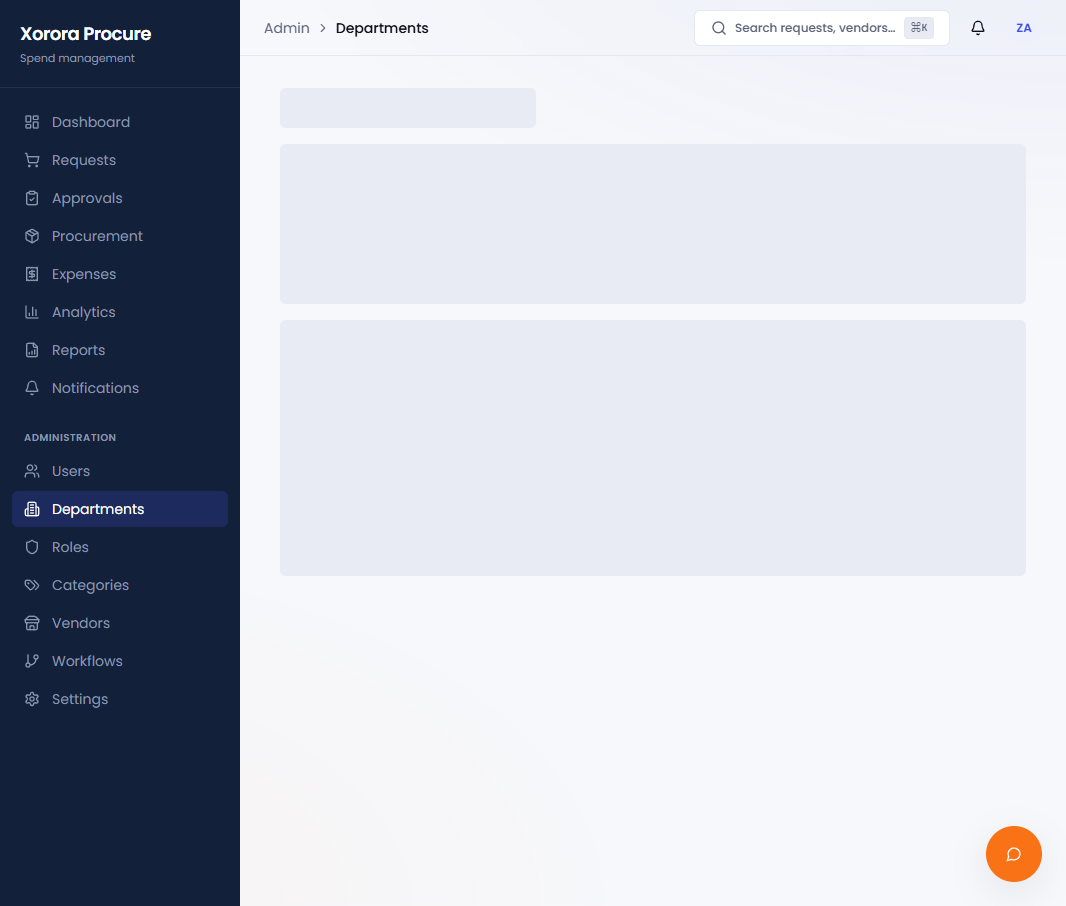 Xorora Procure
Spend management
Dashboard
Requests
Approvals
Procurement
Expenses
Analytics
Reports
Notifications
ADMINISTRATION
Users
Departments
Roles
Categories
Vendors
Workflows
Settings
Admin > Departments
Search requests, vendors... ⌘K
ZA